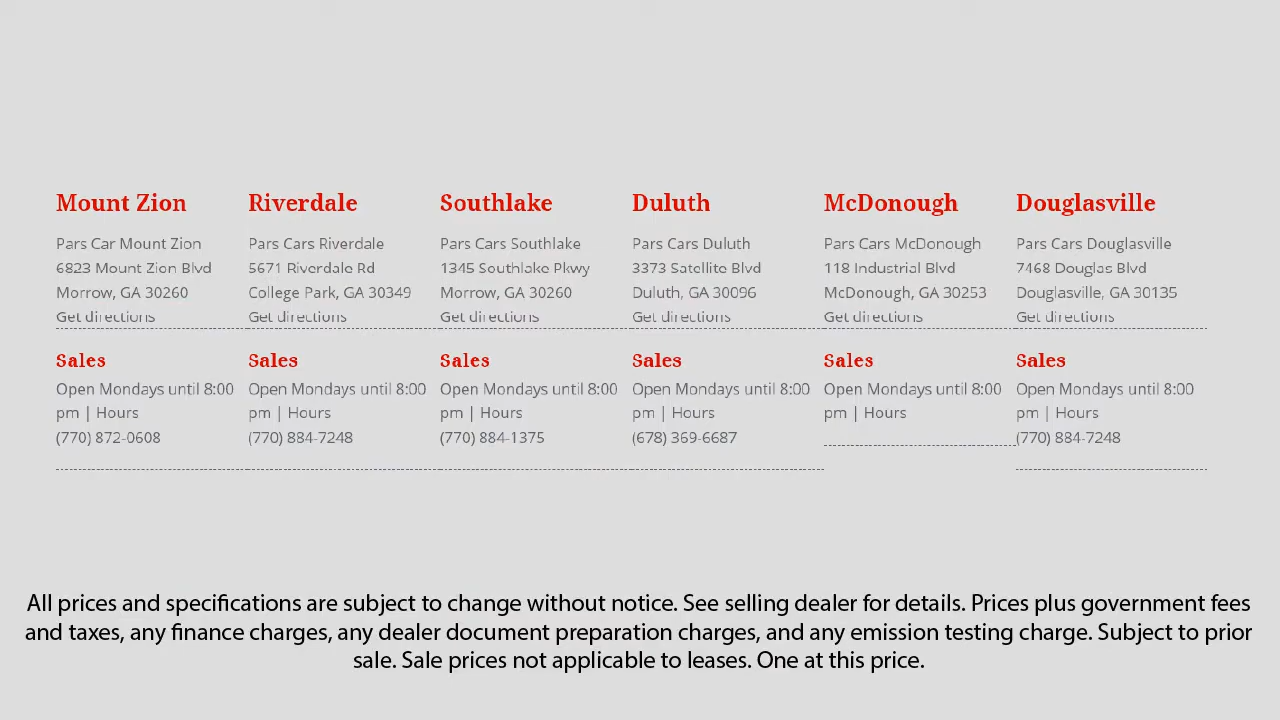 Mount Zion
Pars Car Mount Zion
6823 Mount Zion Blvd
Morrow, GA 30260
Get directions
Sales
Open Mondays until 8:00
pm | Hours
(770) 872-0608
Riverdale
Pars Cars Riverdale
5671 Riverdale Rd
College Park, GA 30349
Get directions
Sales
Open Mondays until 8:00
pm | Hours
(770) 884-7248
Southlake
Pars Cars Southlake
1345 Southlake Pkwy
Morrow, GA 30260
Get directions
Sales
Open Mondays until 8:00
pm | Hours
(770) 884-1375
Duluth
Pars Cars Duluth
3373 Satellite Blvd
Duluth, GA 30096
Get directions
Sales
Open Mondays until 8:00
pm | Hours
(678) 369-6687
McDonough
Pars Cars McDonough
118 Industrial Blvd
McDonough, GA 30253
Get directions
Sales
Open Mondays until 8:00
pm | Hours
Douglasville
Pars Cars Douglasville
7468 Douglas Blvd
Douglasville, GA 30135
Get directions
Sales
Open Mondays until 8:00
pm | Hours
(770) 884-7248
All prices and specifications are subject to change without notice. See selling dealer for details. Prices plus government fees
and taxes, any finance charges, any dealer document preparation charges, and any emission testing charge. Subject to prior
sale. Sale prices not applicable to leases. One at this price.